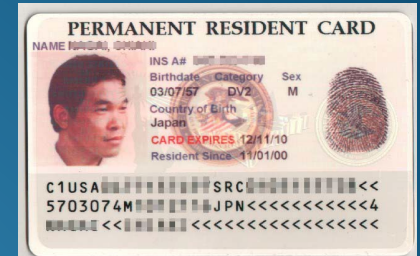 PERMANENT RESIDENT CARD
NAME
INS A#
Birthdate Category Sex
03/07/57 DV2 M
Country of Birth
Japan
CARD EXPIRES 12/11/10
Resident Since 11/01/00
C1USA SRC <<
5703074M JPN<<<<<<<<<<<4
<< <<<<<<<<<<<<<<<<<